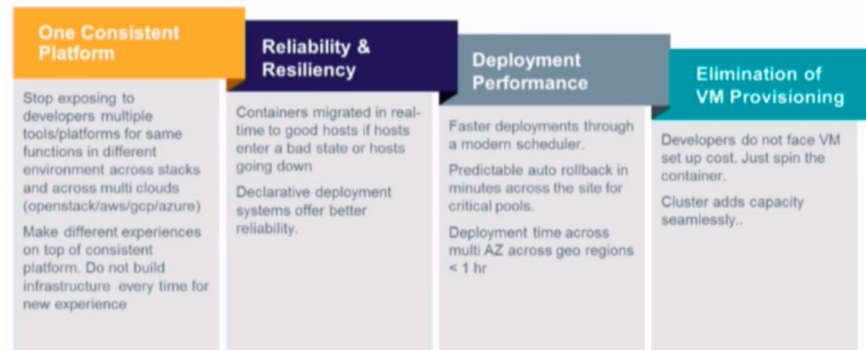 One Consistent
Platform
Stop exposing to
developers multiple
tools/platforms for same
functions in different
environment across stacks
and across multi clouds
(openstack/aws/gcp/azure)
Make different experiences
on top of consistent
platform. Do not build
infrastructure every time for
new experience
Reliability &
Resiliency
Containers migrated in real-
time to good hosts if hosts
enter a bad state or hosts
going down
Declarative deployment
systems offer better
reliability.
Deployment
Performance
Faster deployments through
a modern scheduler.
Predictable auto rollback in
minutes across the site for
critical pools.
Deployment time across
multi AZ across geo regions
< 1 hr
Elimination of
VM Provisioning
Developers do not face VM
set up cost. Just spin the
container.
Cluster adds capacity
seamlessly..